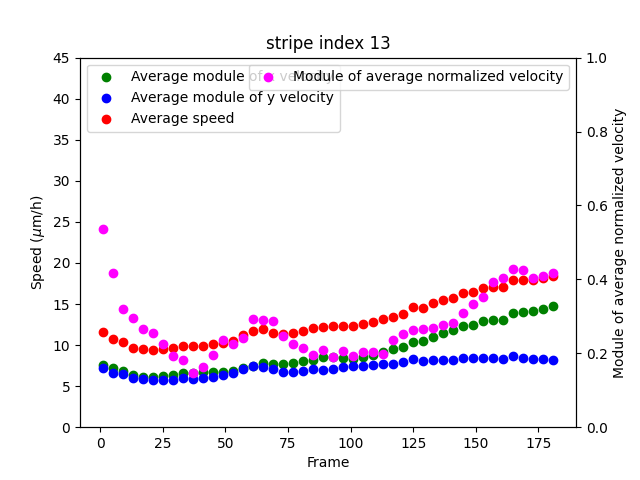 stripe index 13
Average module of x velocity
Average module of y velocity
Average speed
Module of average normalized velocity
45
40
35
30
25
20
15
10
5
0
Speed (μm/h)
1.0
0.8
0.6
0.4
0.2
0.0
Module of average normalized velocity
0 25 50 75 100 125 150 175
Frame